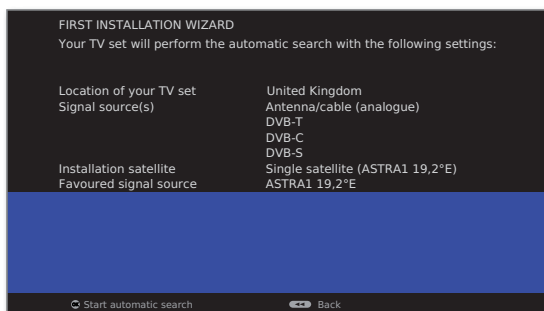 FIRST INSTALLATION WIZARD
Your TV set will perform the automatic search with the following settings:
Location of your TV set United Kingdom
Signal source(s) Antenna/cable (analogue)
DVB-T
DVB-C
DVB-S
Installation satellite Single satellite (ASTRA1 19,2°E)
Favoured signal source ASTRA1 19,2°E
OK Start automatic search ◄◄ Back